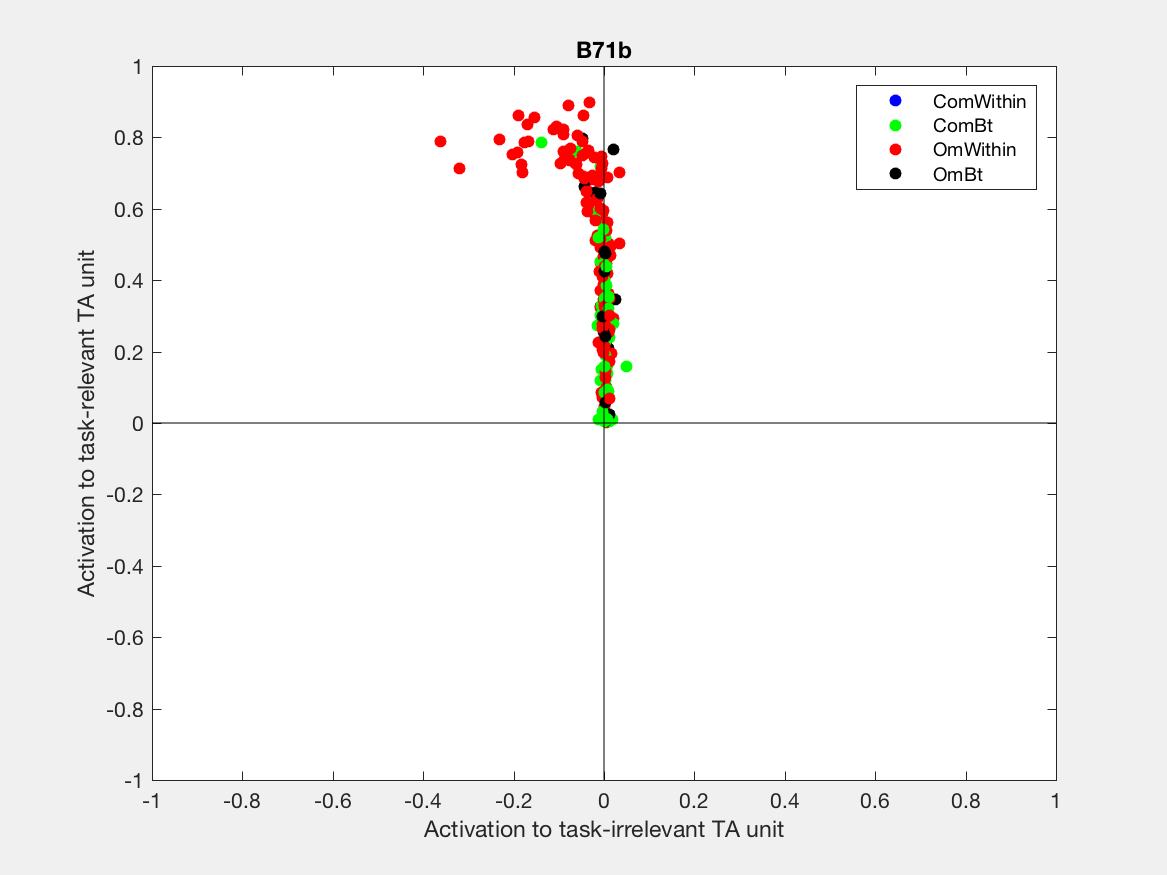 B71b
1
0.8
0.6
0.4
0.2
0
-0.2
-0.4
-0.6
-0.8
-1
Activation to task-relevant TA unit
ComWithin
ComBt
OmWithin
OmBt
-1 -0.8 -0.6 -0.4 -0.2 0 0.2 0.4 0.6 0.8 1
Activation to task-irrelevant TA unit